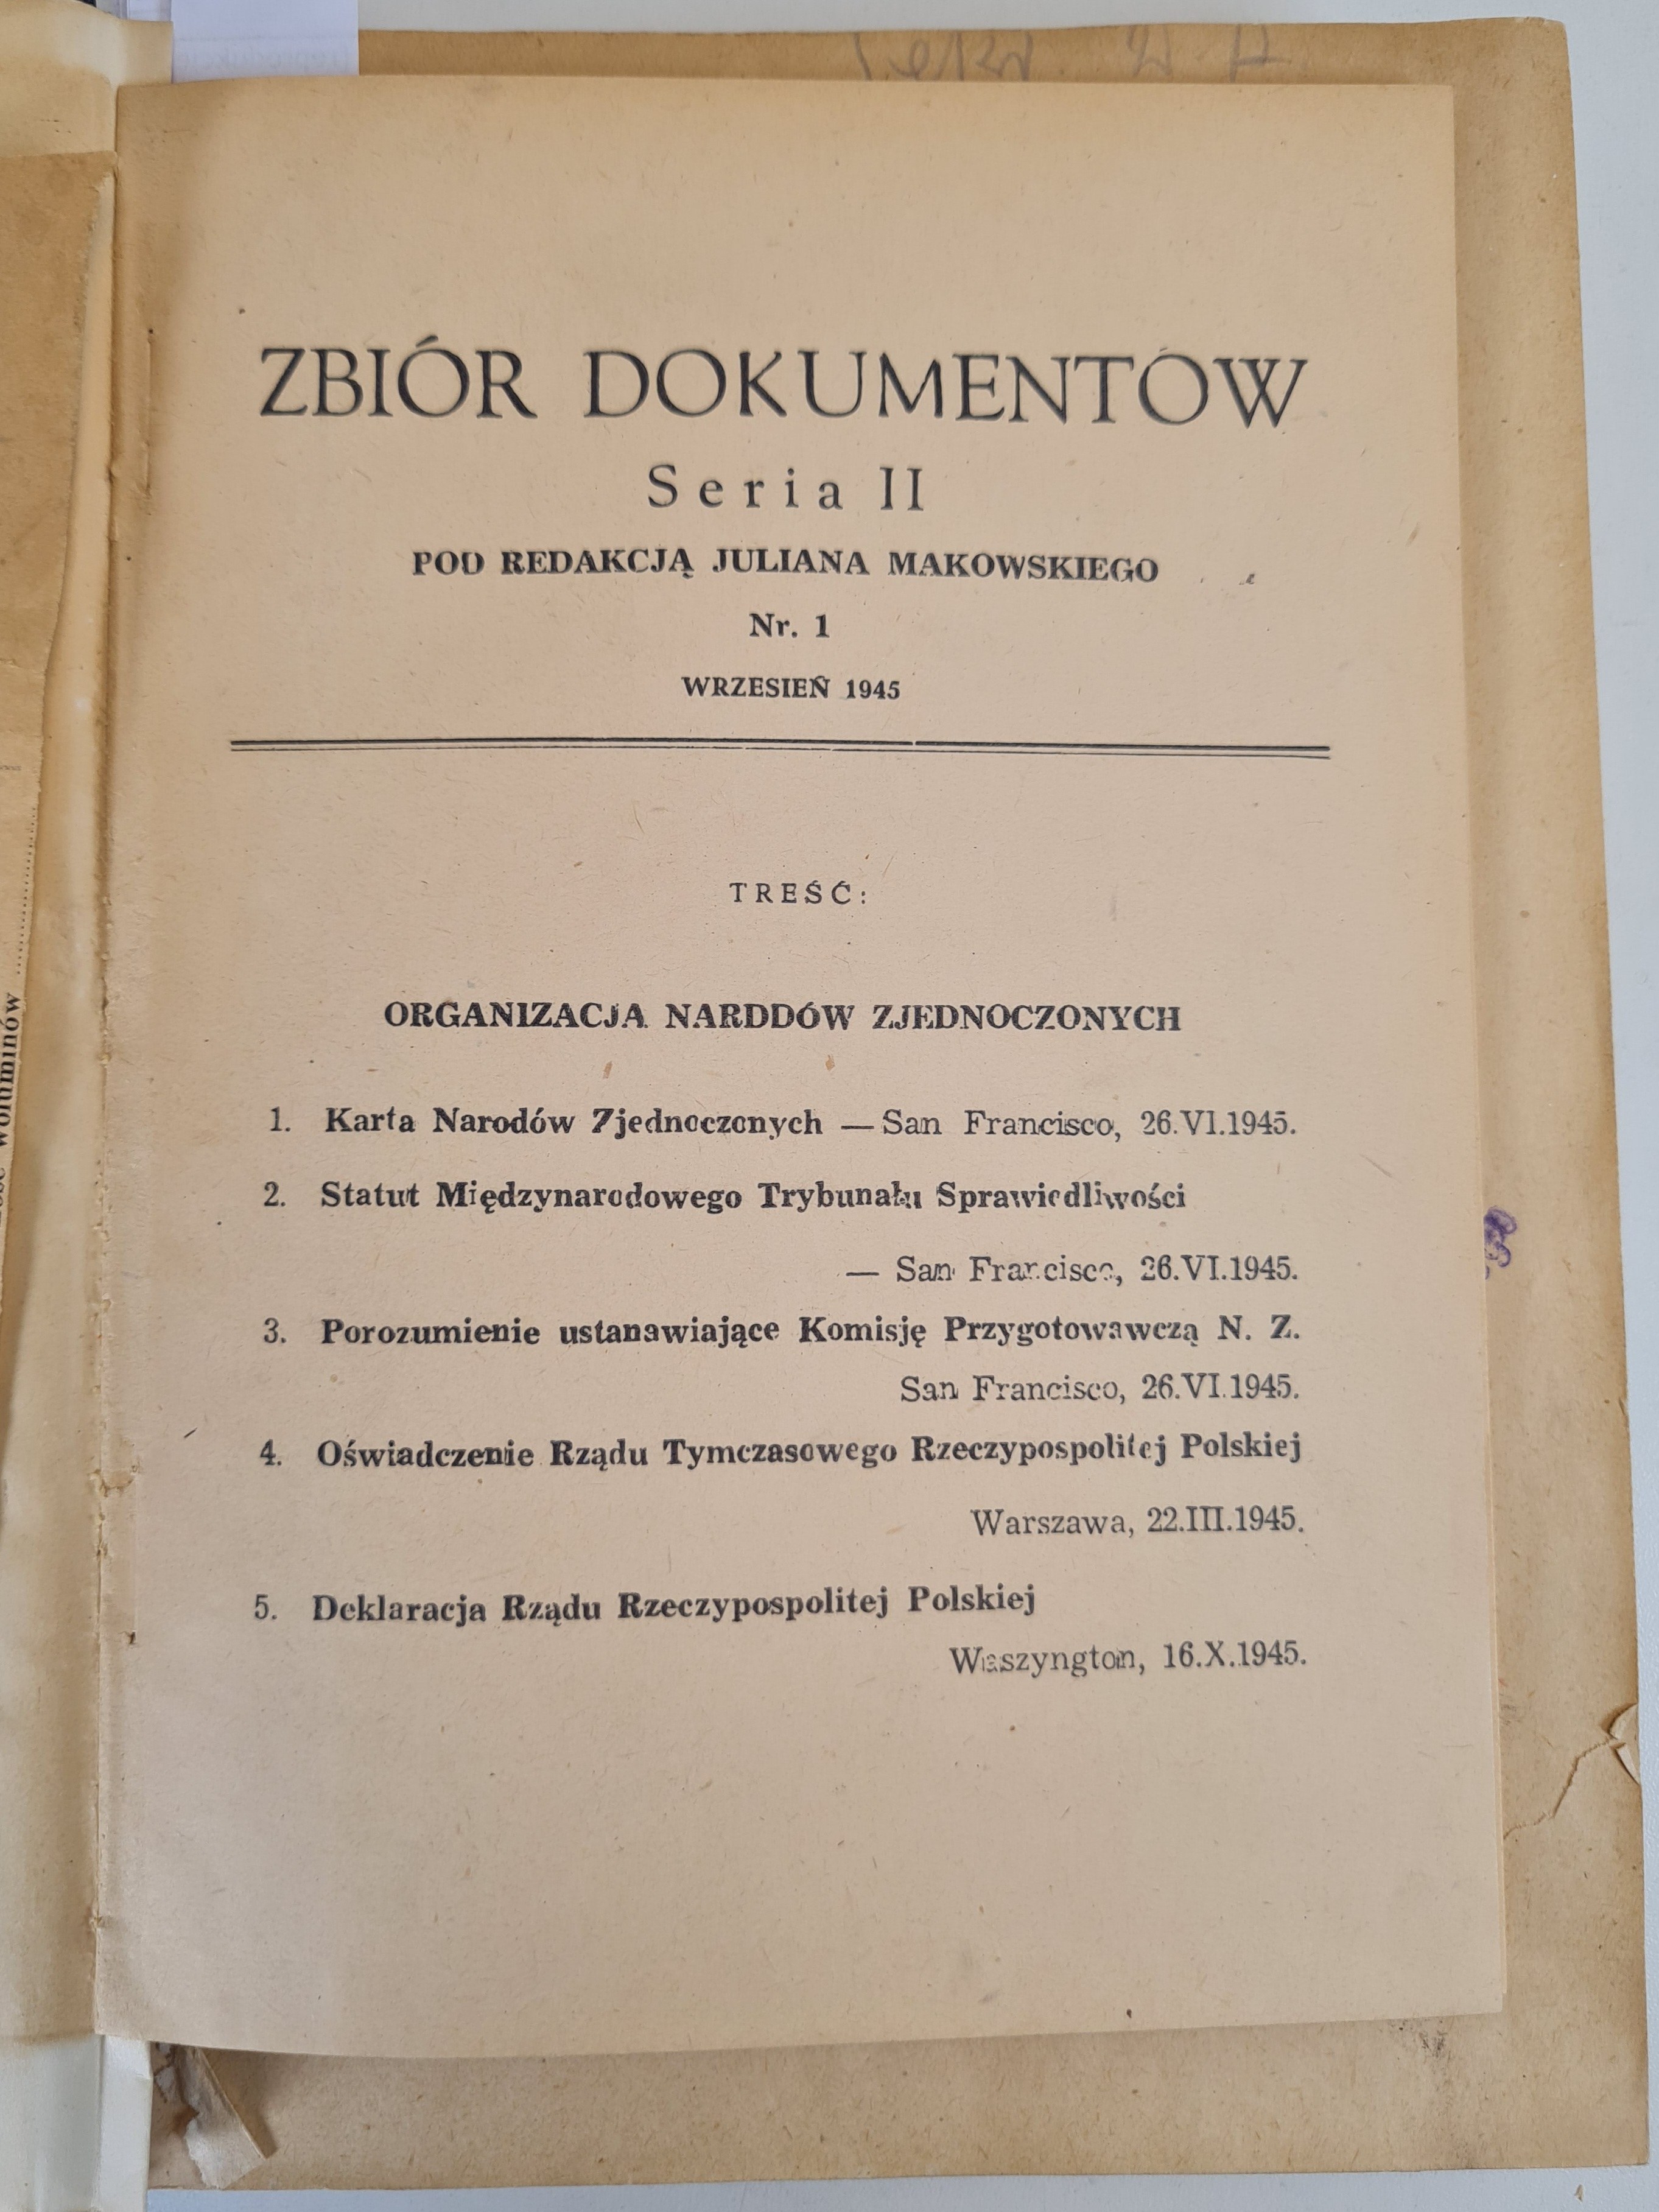 ZBIÓR DOKUMENTÓW
Seria II
POD REDAKCJĄ JULIANA MAKOWSKIEGO
Nr. 1
WRZESIEŃ 1945
TREŚĆ:
ORGANIZACJA NARDDÓW ZJEDNOCZONYCH
1. Karta Narodów Zjednoczonych — San Francisco, 26.VI.1945.
2. Statut Międzynarodowego Trybunału Sprawiedliwości
— San Francisco, 26.VI.1945.
3. Porozumienie ustanawiające Komisję Przygotowawczą N. Z.
San Francisco, 26.VI.1945.
4. Oświadczenie Rządu Tymczasowego Rzeczypospolitej Polskiej
Warszawa, 22.III.1945.
5. Deklaracja Rządu Rzeczypospolitej Polskiej
Waszyngton, 16.X.1945.
woluminów